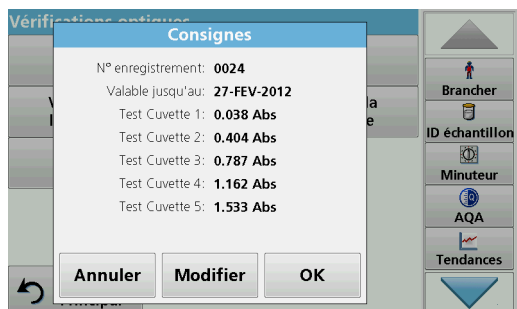 Vérifications optiques
Consignes
N° enregistrement: 0024
Valable jusqu'au: 27-FEV-2012
Test Cuvette 1: 0.038 Abs
Test Cuvette 2: 0.404 Abs
Test Cuvette 3: 0.787 Abs
Test Cuvette 4: 1.162 Abs
Test Cuvette 5: 1.533 Abs
Annuler
Modifier
OK
la
Principal
Brancher
ID échantillon
Minuteur
AQA
Tendances